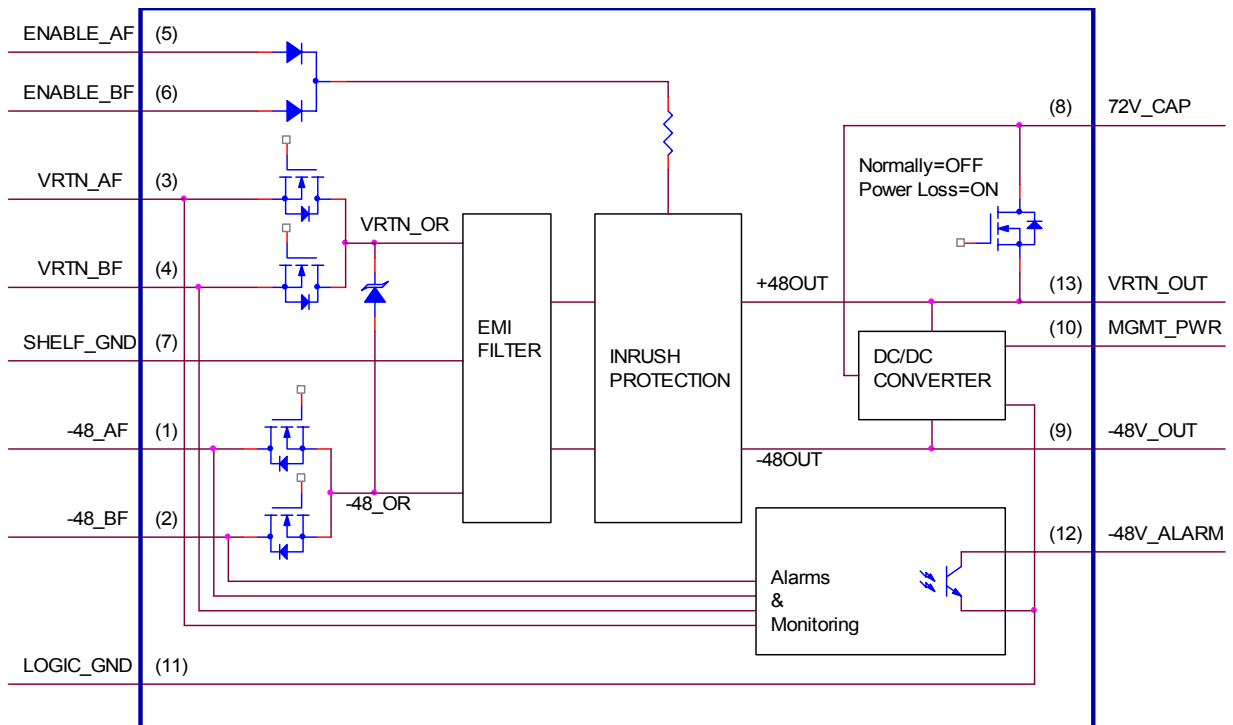 ENABLE_AF (5)
ENABLE_BF (6)
(8) 72V_CAP
Normally=OFF
Power Loss=ON
VRTN_AF (3)
VRTN_OR
VRTN_BF (4)
+48OUT
(13) VRTN_OUT
(10) MGMT_PWR
SHELF_GND (7)
EMI
FILTER
INRUSH
PROTECTION
DC/DC
CONVERTER
-48_AF (1)
(9) -48V_OUT
-48OUT
-48_OR
-48_BF (2)
(12) -48V_ALARM
Alarms
&
Monitoring
LOGIC_GND (11)